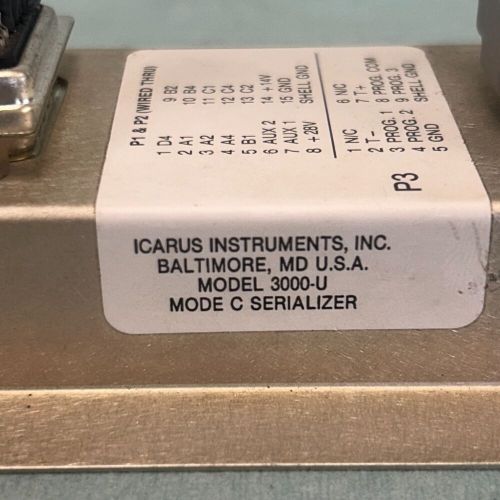 P1 & P2 (WIRED THRU)
1 D4 9 B2
2 A1 10 B4
3 A2 11 C1
4 A4 12 C4
5 B1 13 C2
6 AUX 2 14 +14V
7 AUX 1 15 GND
8 +28V SHELL GND
1 N/C 6 N/C
2 T- 7 T+
3 PROG. 1 8 PROG. COM
4 PROG. 2 9 PROG. 3
5 GND SHELL GND
P3
ICARUS INSTRUMENTS, INC.
BALTIMORE, MD U.S.A.
MODEL 3000-U
MODE C SERIALIZER